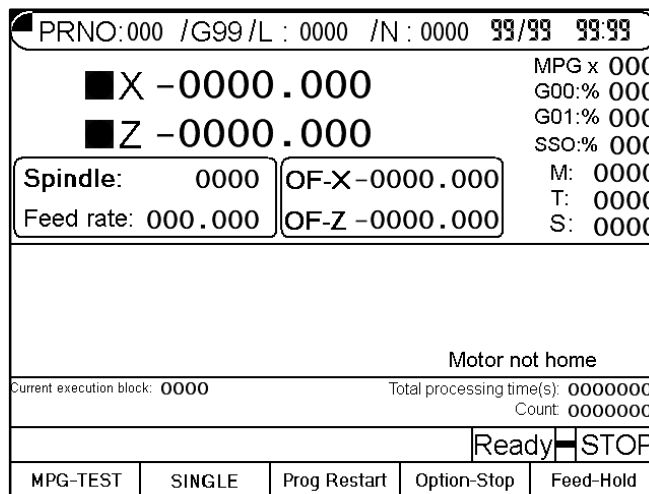 PRNO:000 /G99 /L : 0000 /N : 0000 99/99 99:99
X -0000.000
Z -0000.000
MPG x 000
G00:% 000
G01:% 000
SSO:% 000
Spindle: 0000
Feed rate: 000.000
OF-X-0000.000
OF-Z-0000.000
M: 0000
T: 0000
S: 0000
Motor not home
Current execution block: 0000
Total processing time(s): 0000000
Count: 0000000
Ready STOP
MPG-TEST SINGLE Prog Restart Option-Stop Feed-Hold